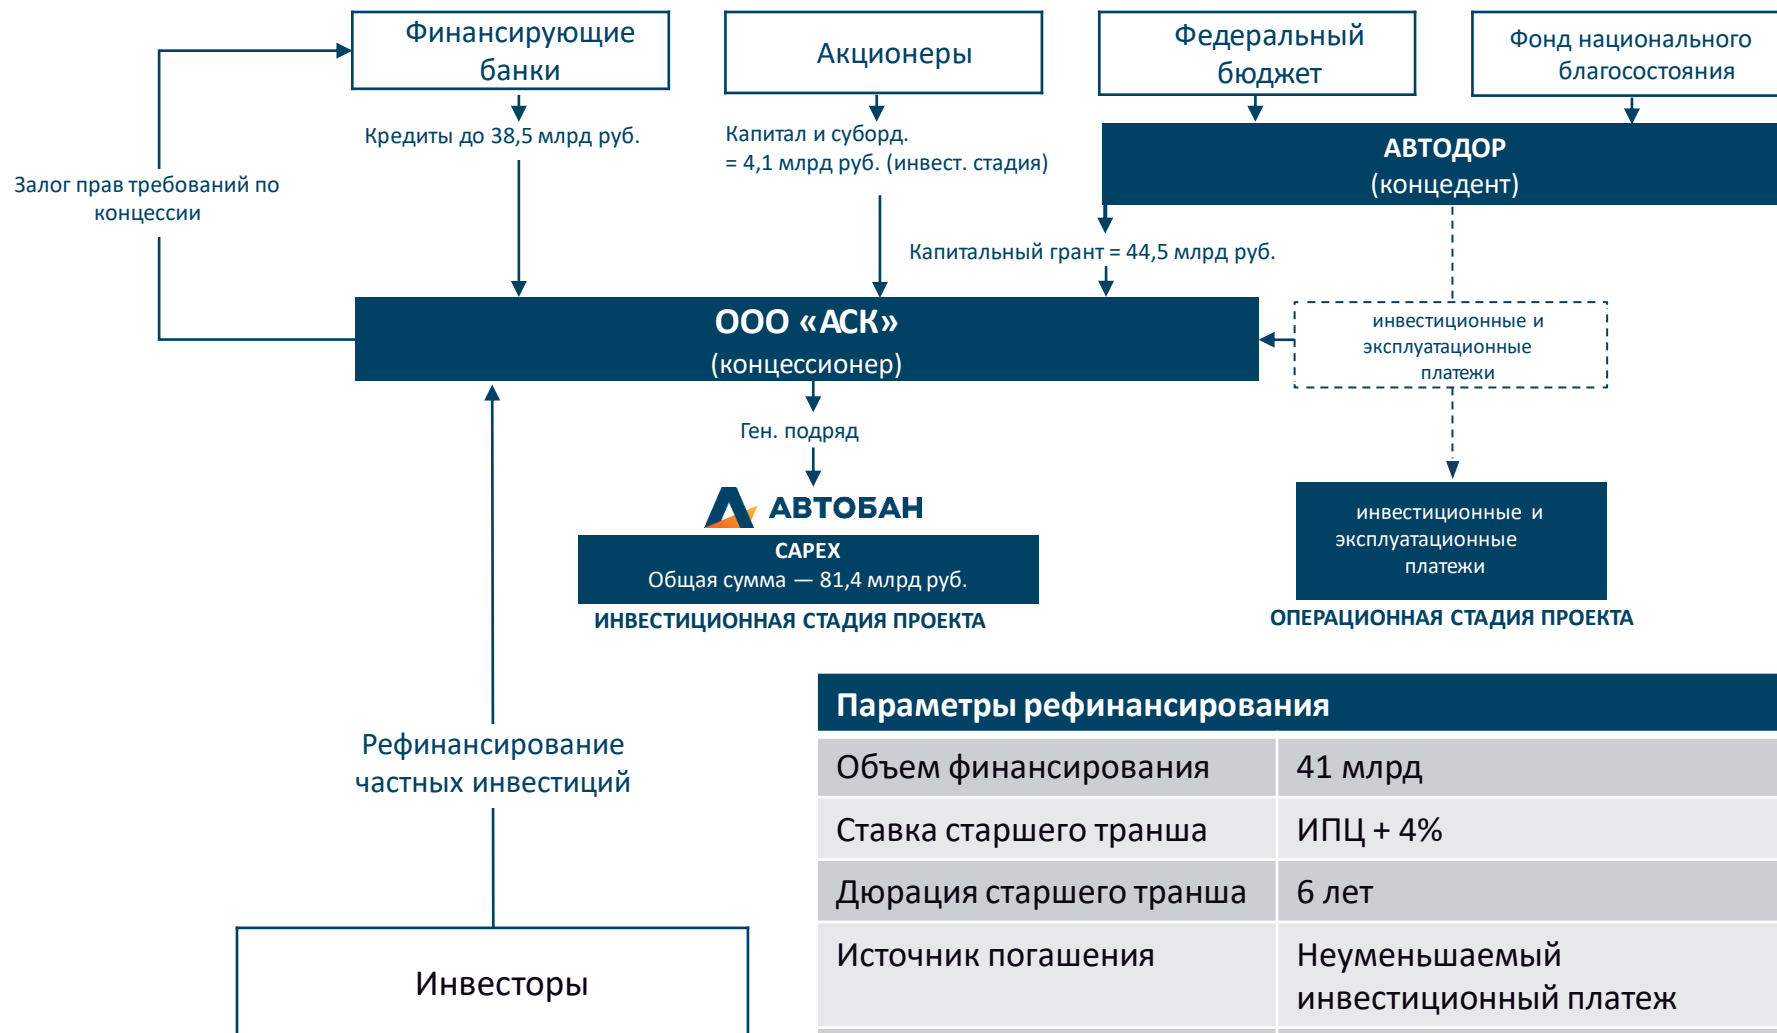 Финансирующие
банки
Акционеры
Федеральный
бюджет
Фонд национального
благосостояния
Кредиты до 38,5 млрд руб.
Капитал и суборд.
= 4,1 млрд руб. (инвест. стадия)
АВТОДОР
(концедент)
Залог прав требований по
концессии
Капитальный грант = 44,5 млрд руб.
ООО «АСК»
(концессионер)
инвестиционные и
эксплуатационные
платежи
Ген. подряд
АВТОБАН
CAPEX
Общая сумма — 81,4 млрд руб.
ИНВЕСТИЦИОННАЯ СТАДИЯ ПРОЕКТА
инвестиционные и
эксплуатационные
платежи
ОПЕРАЦИОННАЯ СТАДИЯ ПРОЕКТА
Рефинансирование
частных инвестиций
Инвесторы
Параметры рефинансирования
Объем финансирования 41 млрд
Ставка старшего транша ИПЦ + 4%
Дюрация старшего транша 6 лет
Источник погашения Неуменьшаемый
инвестиционный платеж